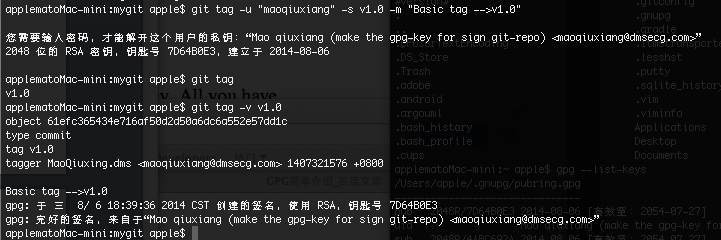 applematoMac-mini:mygit apple$ git tag -u "maoqiuxiang" -s v1.0 -m "Basic tag -->v1.0"
您需要输入密码，才能解开这个用户的私钥：“Mao qiuxiang (make the gpg-key for sign git-repo) <maoqiuxiang@dmsecg.com>”
2048 位的 RSA 密钥，钥匙号 7D64B0E3，建立于 2014-08-06
applematoMac-mini:mygit apple$ git tag
v1.0
applematoMac-mini:mygit apple$ git tag -v v1.0
object 61efc365434e716af50d2d50a6dc6a552e57dd1c
type commit
tag v1.0
tagger MaoQiuxing.dms <maoqiuxiang@dmsecg.com> 1407321576 +0800
Basic tag -->v1.0
gpg: 于 三  8/ 6 18:39:36 2014 CST 创建的签名，使用 RSA，钥匙号 7D64B0E3
gpg: 完好的签名，来自于“Mao qiuxiang (make the gpg-key for sign git-repo) <maoqiuxiang@dmsecg.com>”
applematoMac-mini:mygit apple$
.DS_Store
.Trash
.adobe
.android
.argouml
.bash_history
.bash_profile
.cups
.gitconfig
.gnupg
.gradle
.lesshst
.putty
.sqlite_history
.vim
.viminfo
Applications
Desktop
Documents
y. All you have
applematoMac-mini:~ apple$ gpg --list-keys
/Users/apple/.gnupg/pubring.gpg